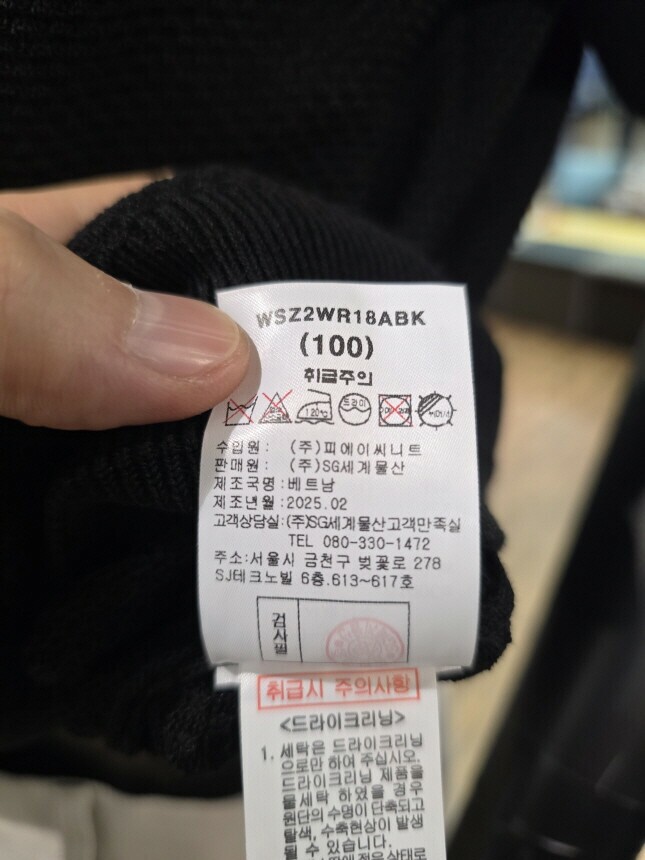 WSZ2WR18ABK
(100)
취급주의
120℃ 드라이
수입원 : (주)피에이씨니트
판매원 : (주)SG세계물산
제조국명 : 베트남
제조년월 : 2025.02
고객상담실:(주)SG세계물산고객만족실
TEL 080-330-1472
주소:서울시 금천구 벚꽃로 278
SJ테크노빌 6층.613~617호
검사필
취급시 주의사항
<드라이크리닝>
1. 세탁은 드라이크리닝
으로만 하여 주십시오.
드라이크리닝 제품을
물세탁 하였을 경우
원단의 수명이 단축되고
탈색, 수축현상이 발생
될 수 있습니다.